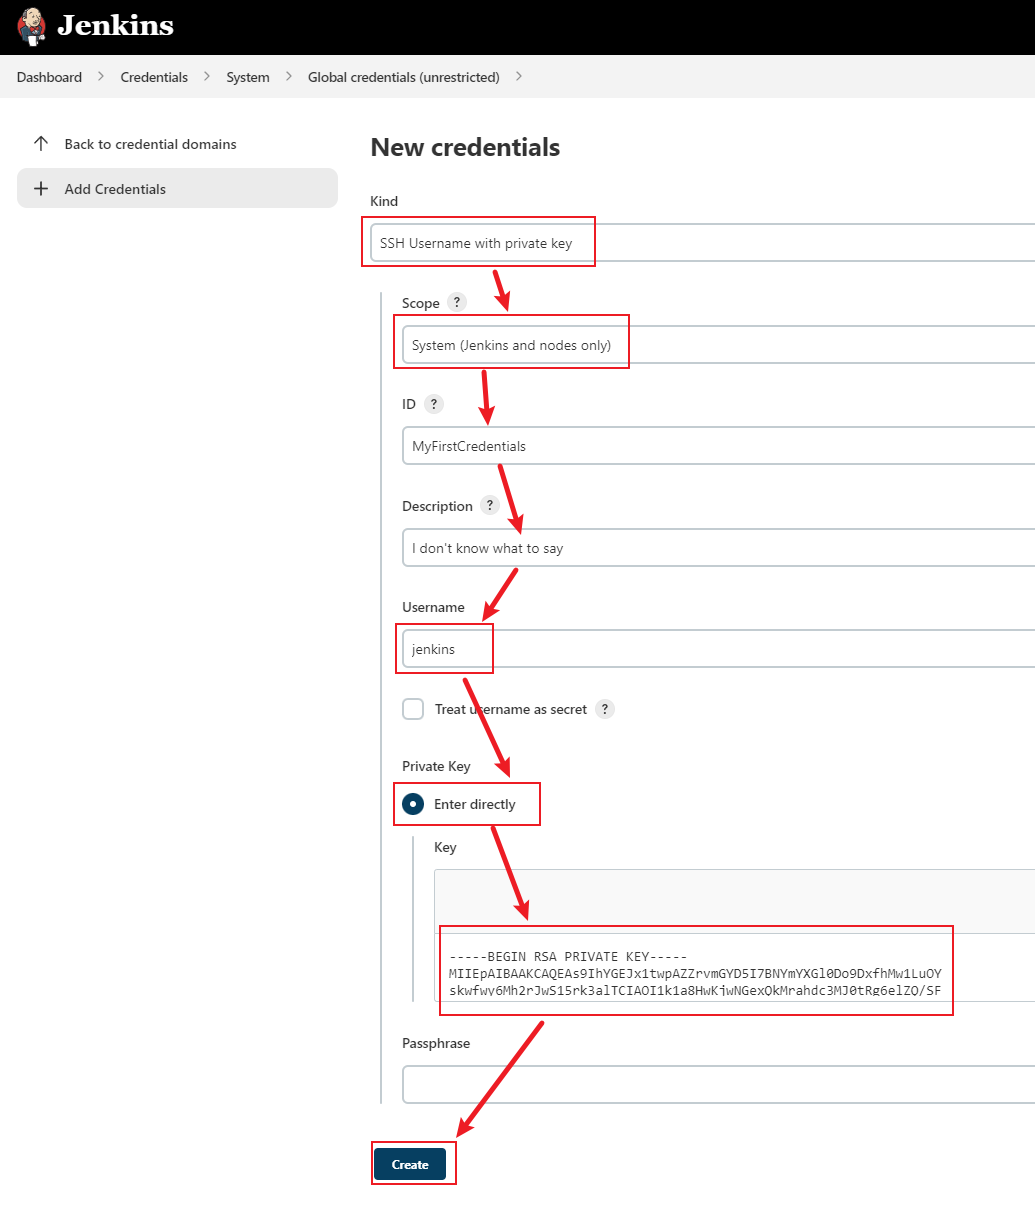 Jenkins
Dashboard > Credentials > System > Global credentials (unrestricted) >
Back to credential domains
Add Credentials
New credentials
Kind
SSH Username with private key
Scope ?
System (Jenkins and nodes only)
ID ?
MyFirstCredentials
Description ?
I don't know what to say
Username
jenkins
Treat username as secret ?
Private Key
Enter directly
Key
-----BEGIN RSA PRIVATE KEY-----
MIIEpAIBAAKCAQEAs9IhYGEJx1twpAZZrvmGYD5I7BNYmYXGl0Do9DxfhMw1LuOY
skwfwy6Mh2rJwS15rk3alTCIAOI1k1a8HwKjwNGexQkMrahdc3MJ0tRg6elZQ/SF
Passphrase
Create